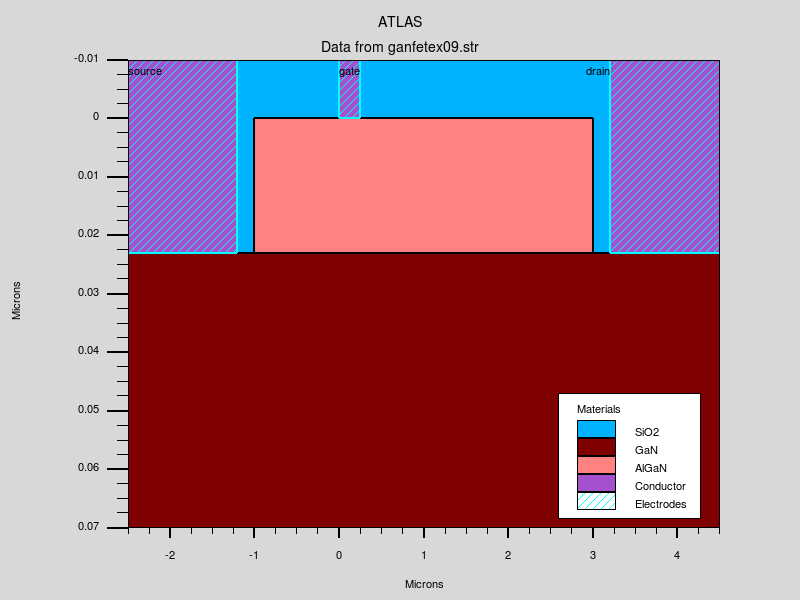 ATLAS
Data from ganfetex09.str
-0.01
source gate drain
0
0.01
0.02
0.03
Microns
0.04
0.05
0.06
0.07
Materials
SiO2
GaN
AlGaN
Conductor
Electrodes
-2 -1 0 1 2 3 4
Microns